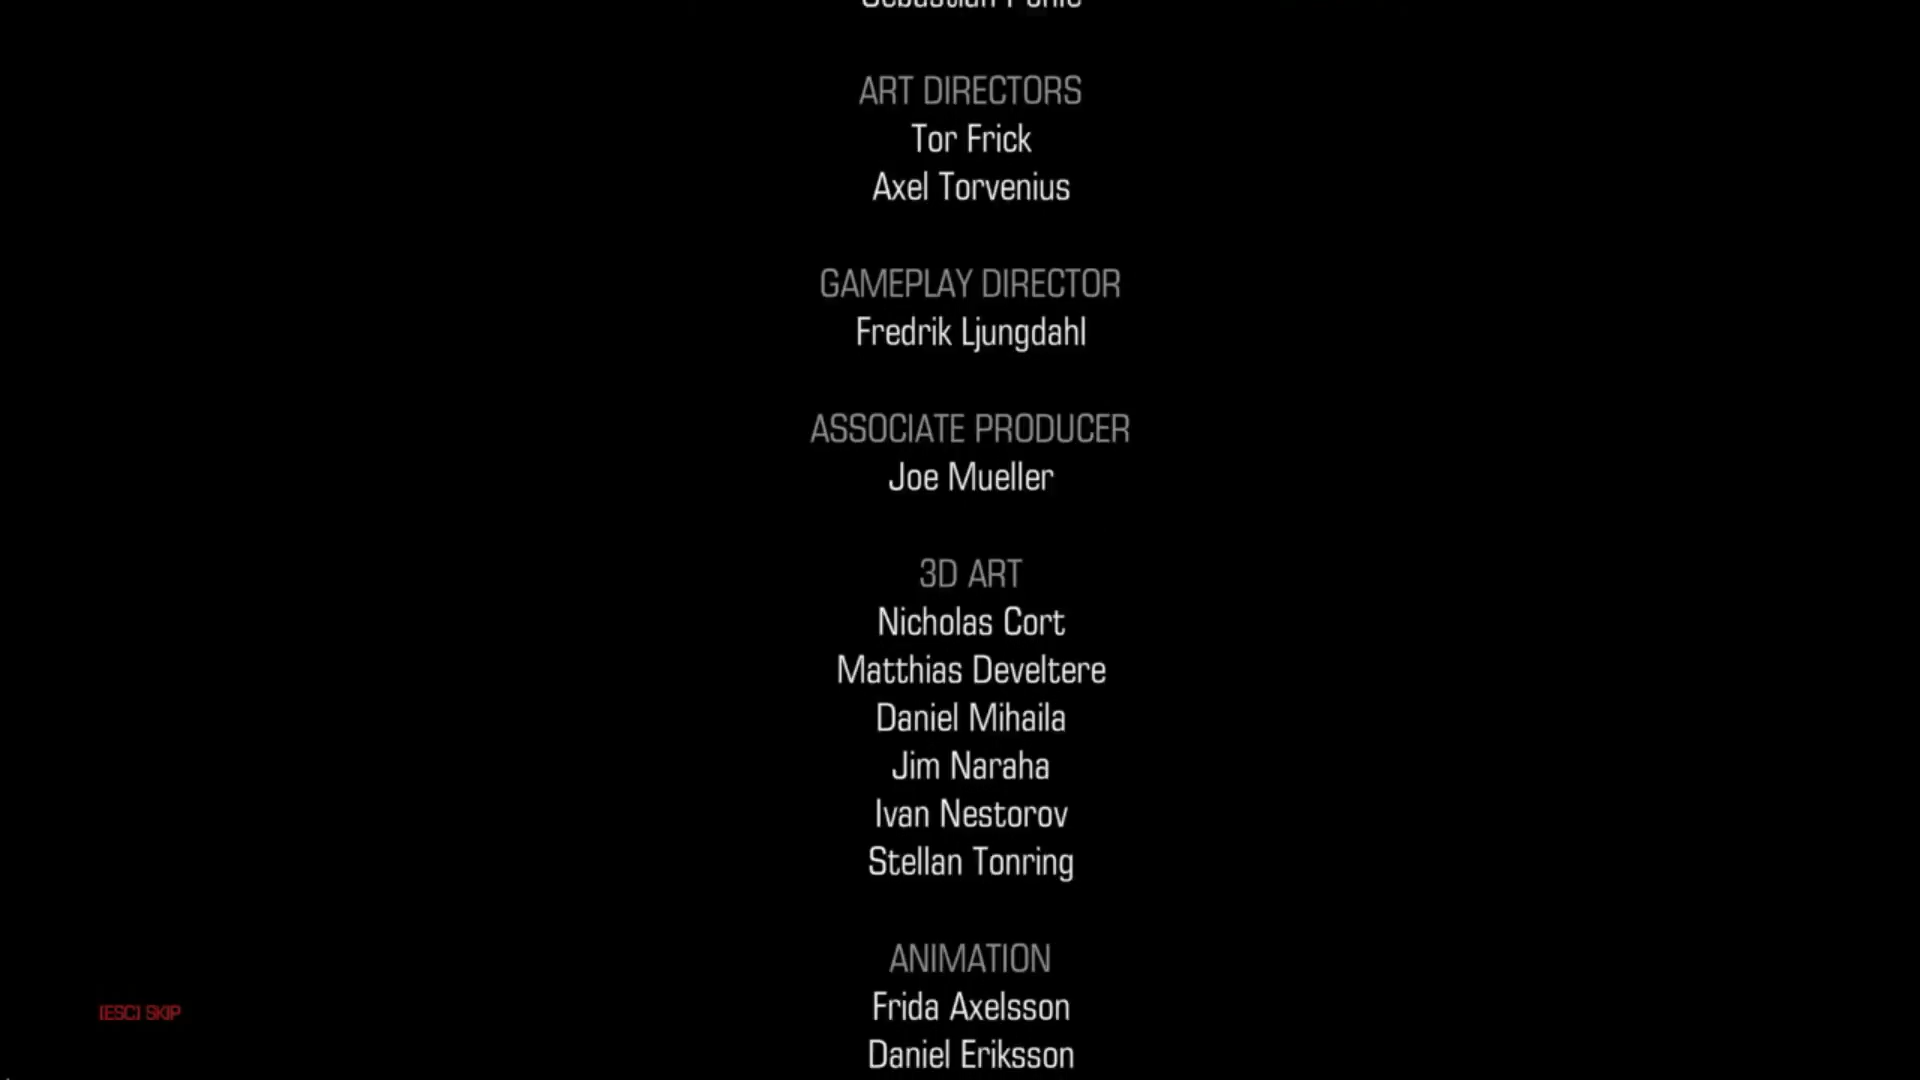 ART DIRECTORS
Tor Frick
Axel Torvenius
GAMEPLAY DIRECTOR
Fredrik Ljungdahl
ASSOCIATE PRODUCER
Joe Mueller
3D ART
Nicholas Cort
Matthias Develtere
Daniel Mihaila
Jim Naraha
Ivan Nestorov
Stellan Tonring
ANIMATION
Frida Axelsson
[ESC] SKIP
Daniel Eriksson